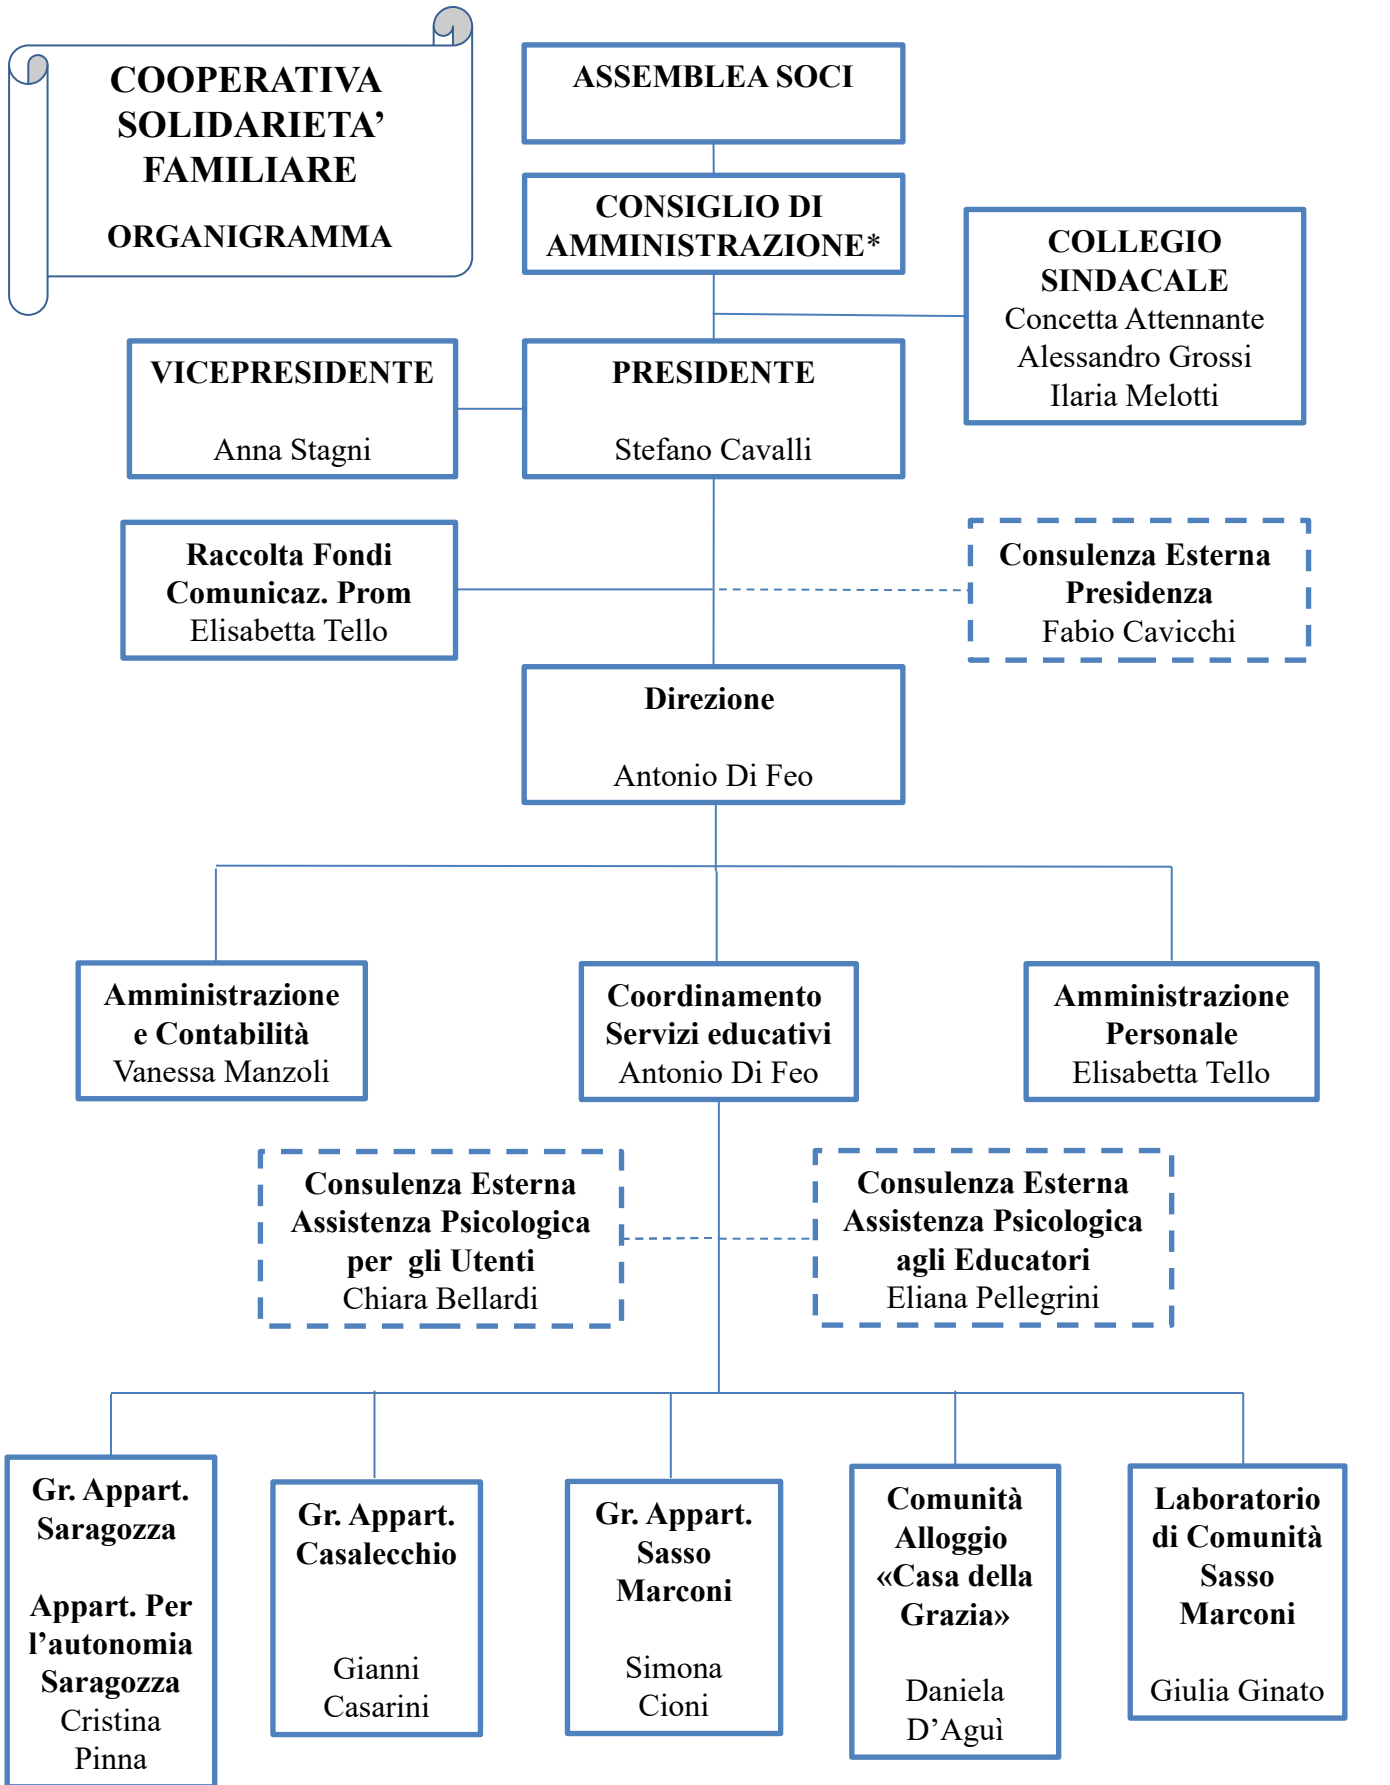 COOPERATIVA
SOLIDARIETA’
FAMILIARE
ORGANIGRAMMA
ASSEMBLEA SOCI
CONSIGLIO DI
AMMINISTRAZIONE*
COLLEGIO
SINDACALE
Concetta Attennante
Alessandro Grossi
Ilaria Melotti
VICEPRESIDENTE
Anna Stagni
PRESIDENTE
Stefano Cavalli
Raccolta Fondi
Comunicaz. Prom
Elisabetta Tello
Consulenza Esterna
Presidenza
Fabio Cavicchi
Direzione
Antonio Di Feo
Amministrazione
e Contabilità
Vanessa Manzoli
Coordinamento
Servizi educativi
Antonio Di Feo
Amministrazione
Personale
Elisabetta Tello
Consulenza Esterna
Assistenza Psicologica
per gli Utenti
Chiara Bellardi
Consulenza Esterna
Assistenza Psicologica
agli Educatori
Eliana Pellegrini
Gr. Appart.
Saragozza
Appart. Per
l’autonomia
Saragozza
Cristina
Pinna
Gr. Appart.
Casalecchio
Gianni
Casarini
Gr. Appart.
Sasso
Marconi
Simona
Cioni
Comunità
Alloggio
«Casa della
Grazia»
Daniela
D’Aguì
Laboratorio
di Comunità
Sasso
Marconi
Giulia Ginato